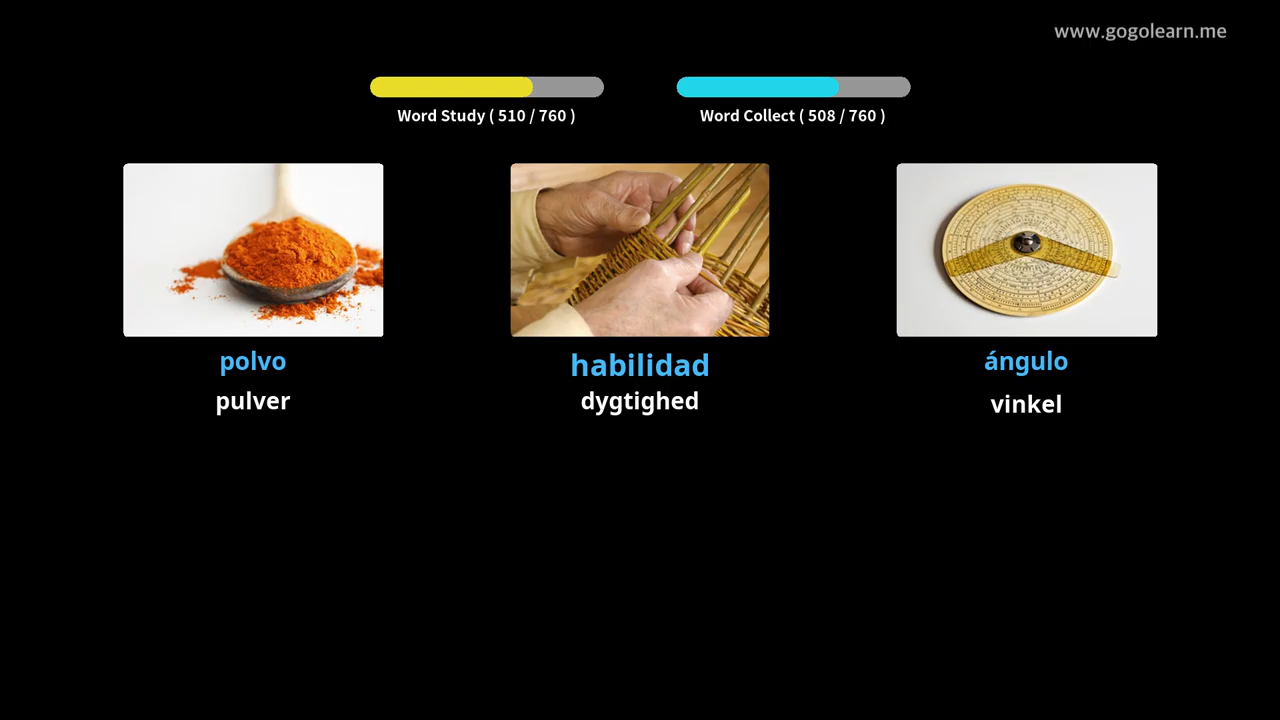 www.gogolearn.me
Word Study ( 510 / 760 )
Word Collect ( 508 / 760 )
polvo
pulver
habilidad
dygtighed
ángulo
vinkel